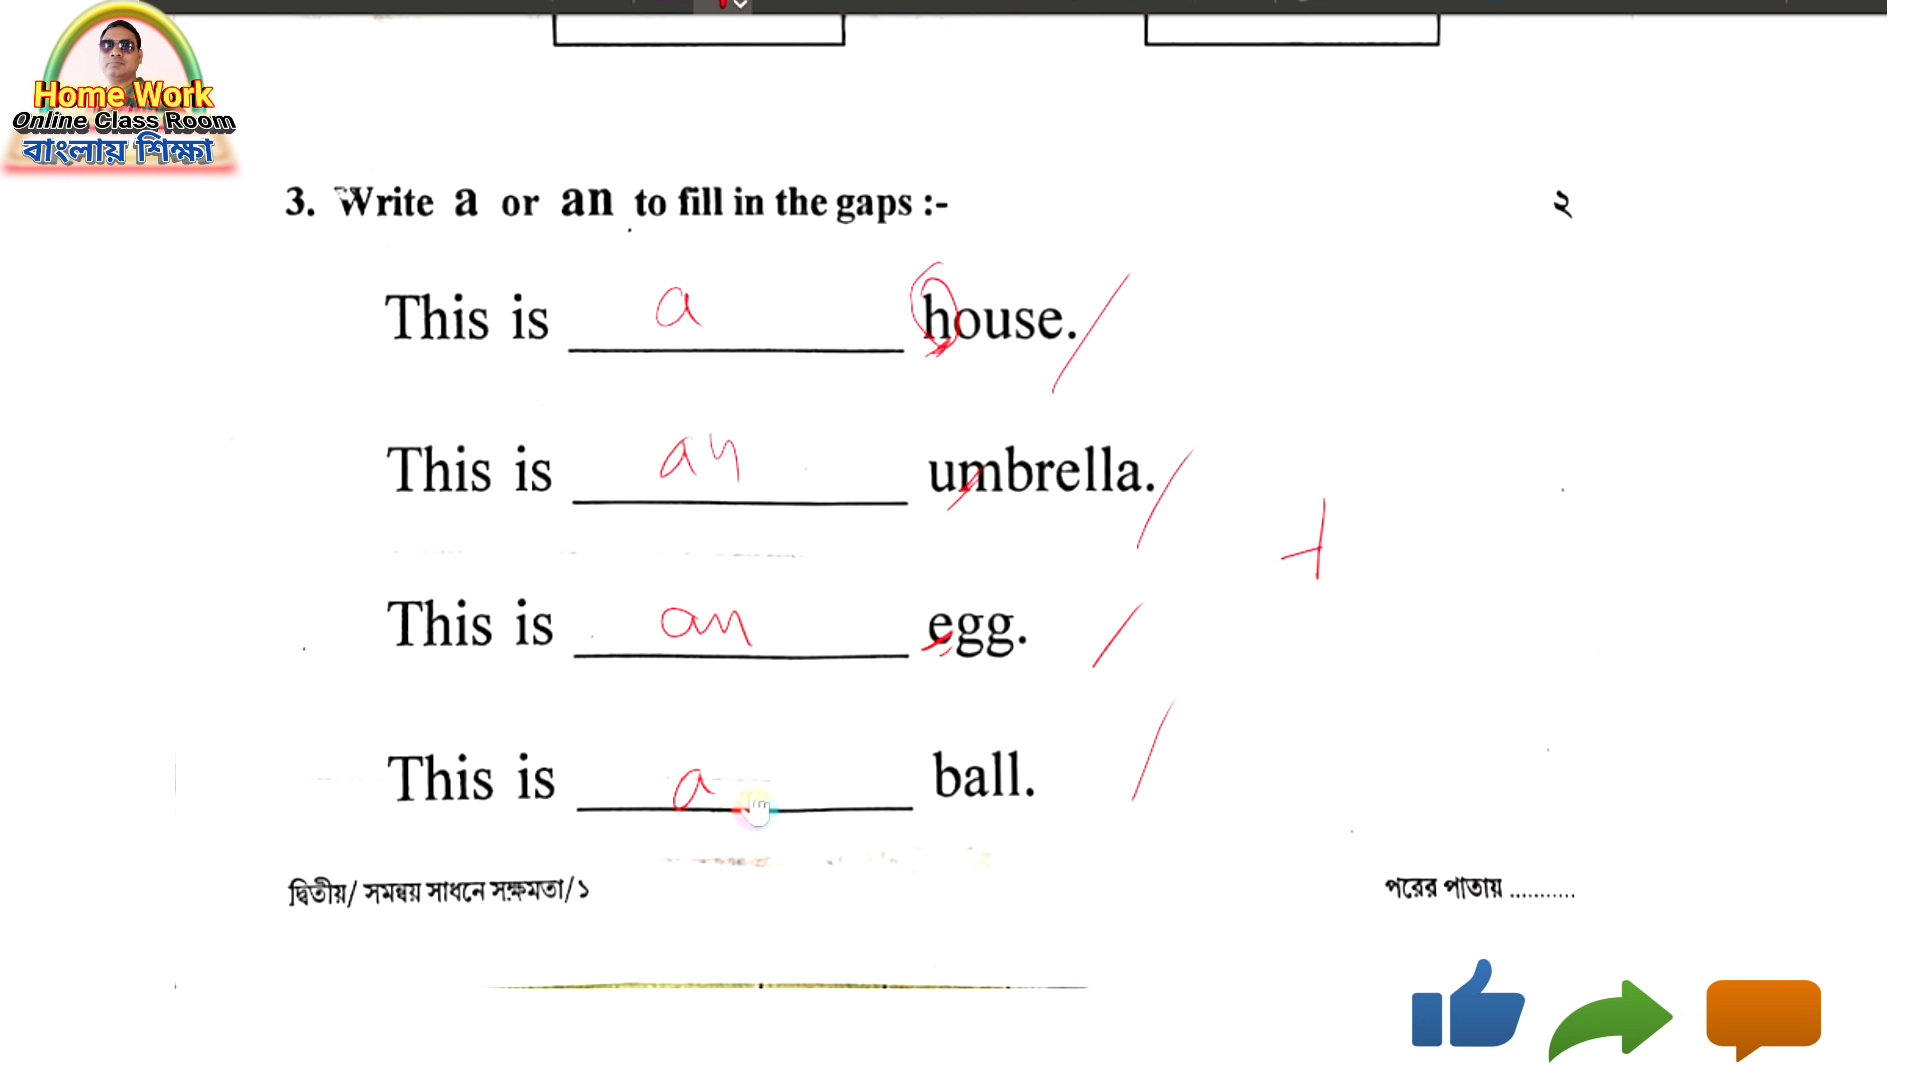 Home Work
Online Class Room
বাংলায় শিক্ষা
3. Write a or an to fill in the gaps :- ২
This is a house.
This is an umbrella.
This is an egg.
This is a ball.
দ্বিতীয়/ সমন্বয় সাধনে সক্ষমতা/১ পরের পাতায় ...........